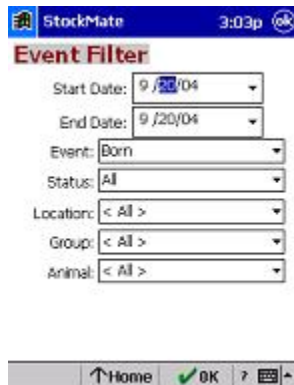 StockMate 3:03p ok
Event Filter
Start Date: 9 /20/04
End Date: 9 /20/04
Event: Born
Status: All
Location: < All >
Group: < All >
Animal: < All >
Home OK ?